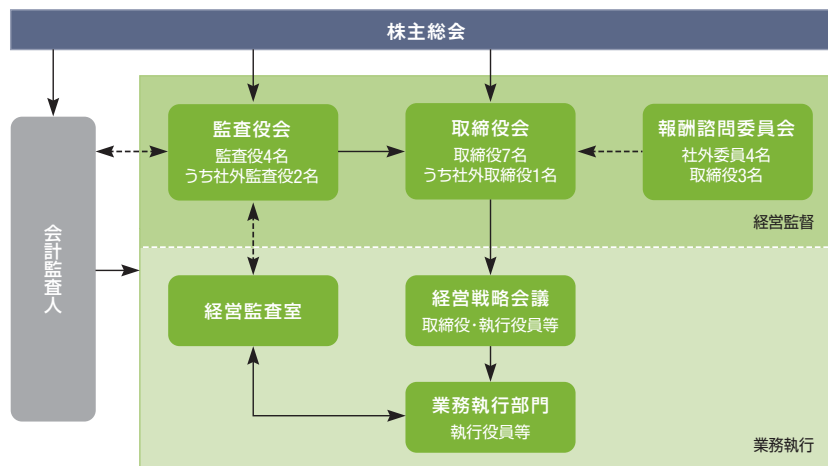 株主総会
監査役会
監査役4名
うち社外監査役2名
取締役会
取締役7名
うち社外取締役1名
報酬諮問委員会
社外委員4名
取締役3名
経営監督
会計監査人
経営監査室
経営戦略会議
取締役・執行役員等
業務執行部門
執行役員等
業務執行